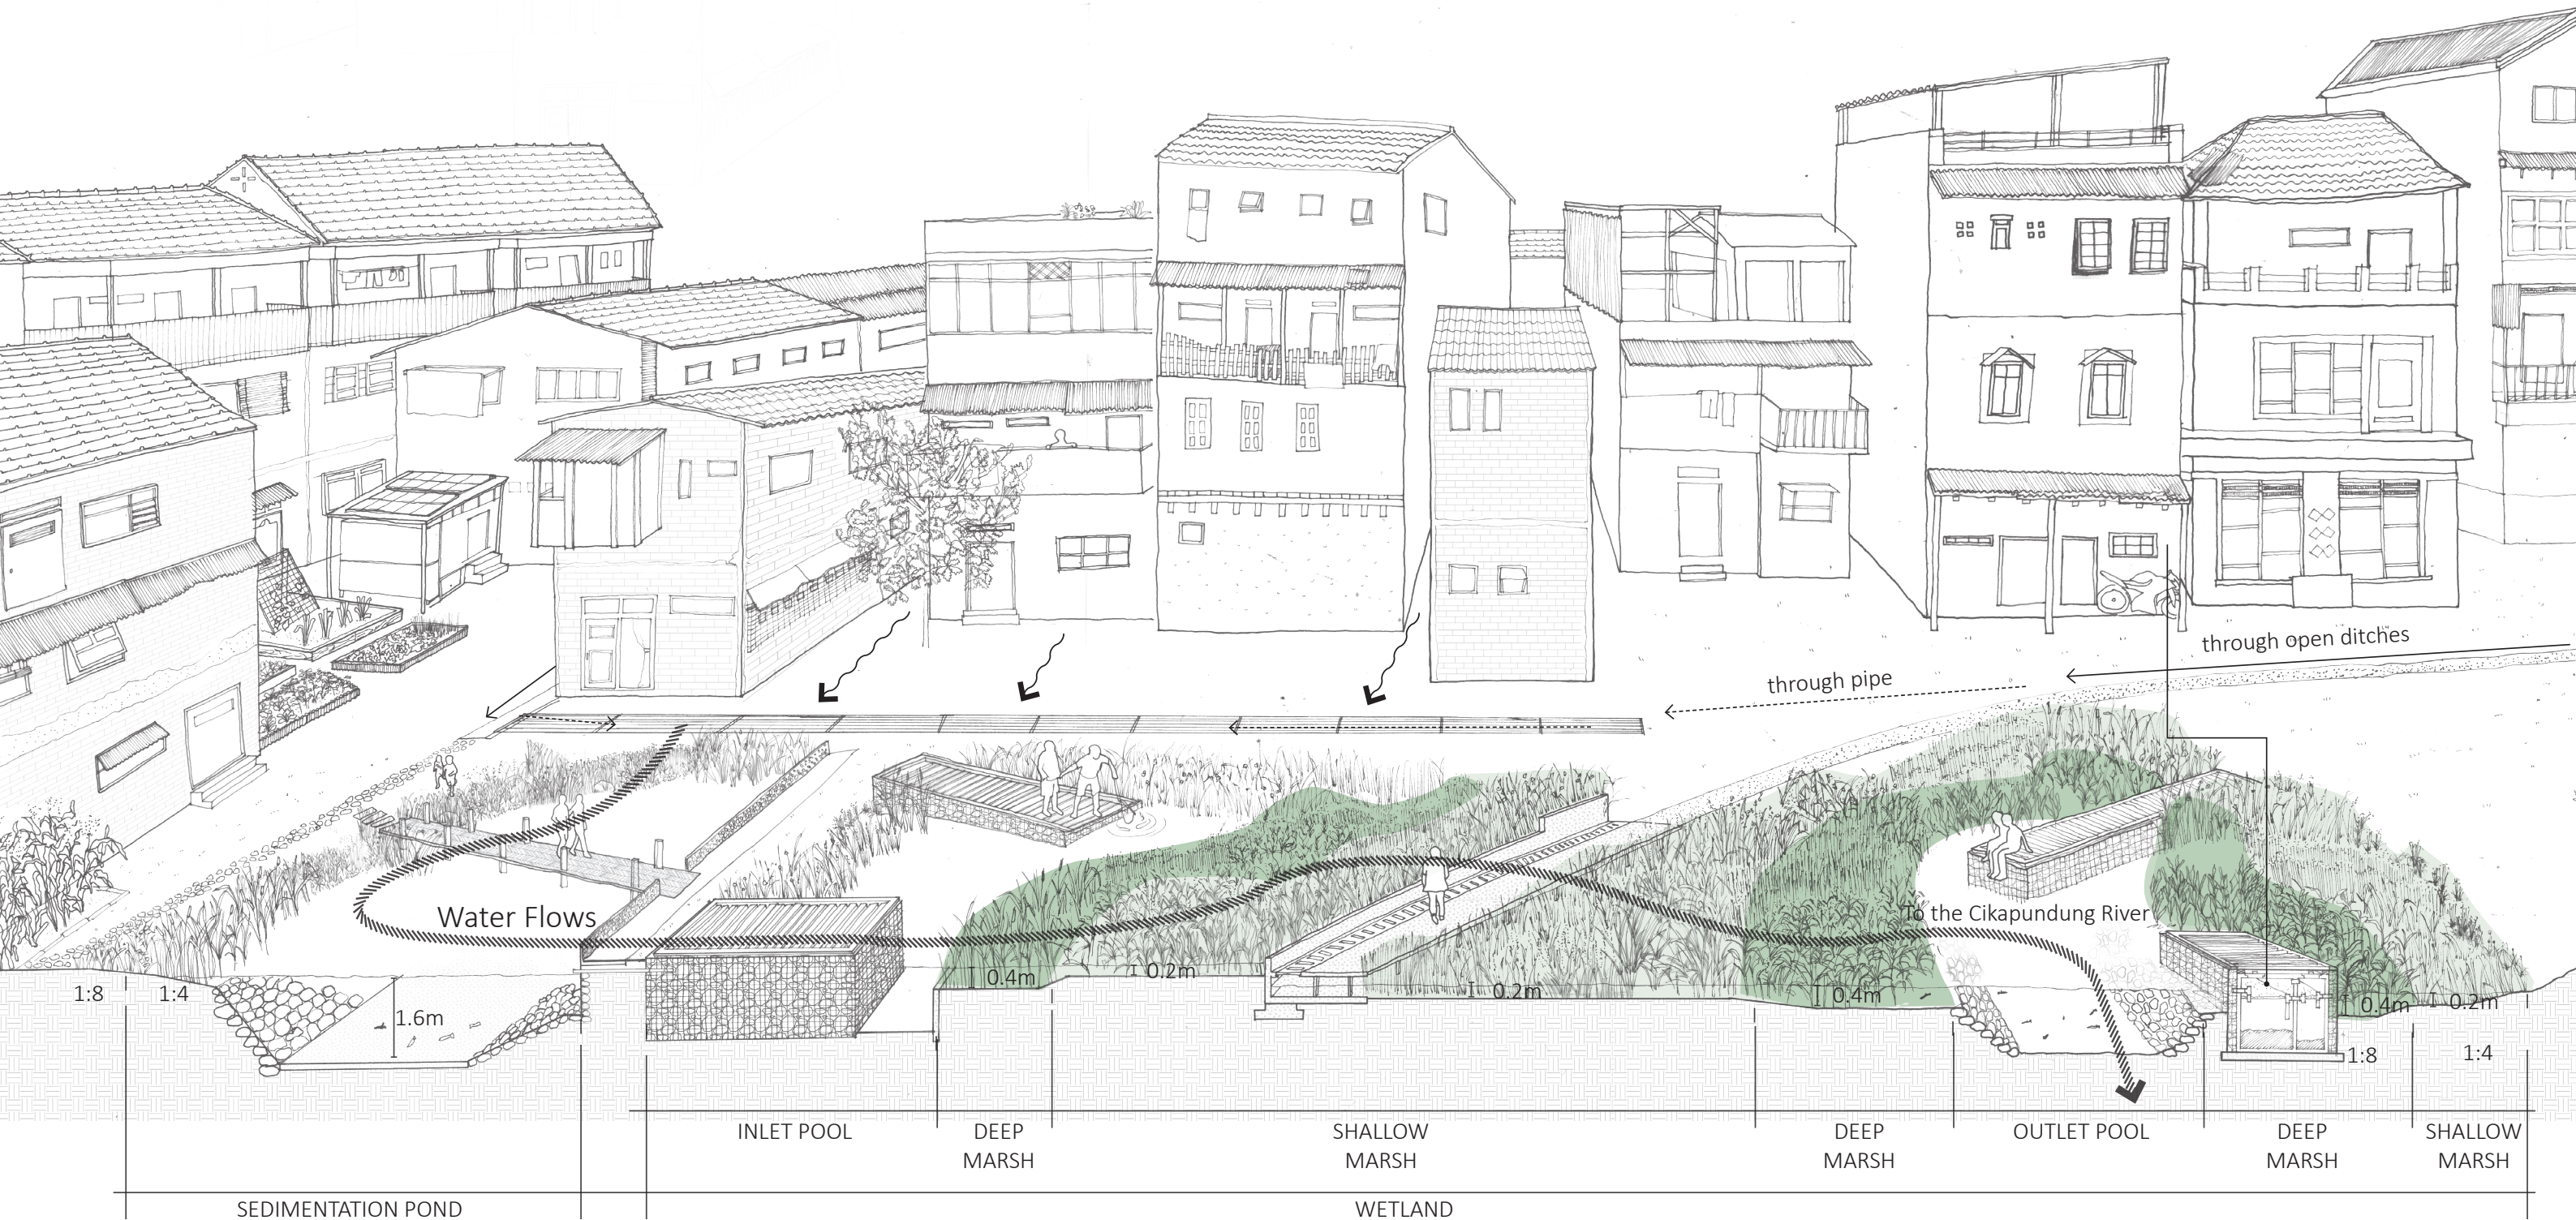 through open ditches
through pipe
Water Flows
To the Cikapundung River
0.4m
0.2m
0.2m
0.4m
0.4m
0.2m
1:8
1:4
1.6m
1:8
1:4
INLET POOL
DEEP
MARSH
SHALLOW
MARSH
DEEP
MARSH
OUTLET POOL
DEEP
MARSH
SHALLOW
MARSH
SEDIMENTATION POND
WETLAND